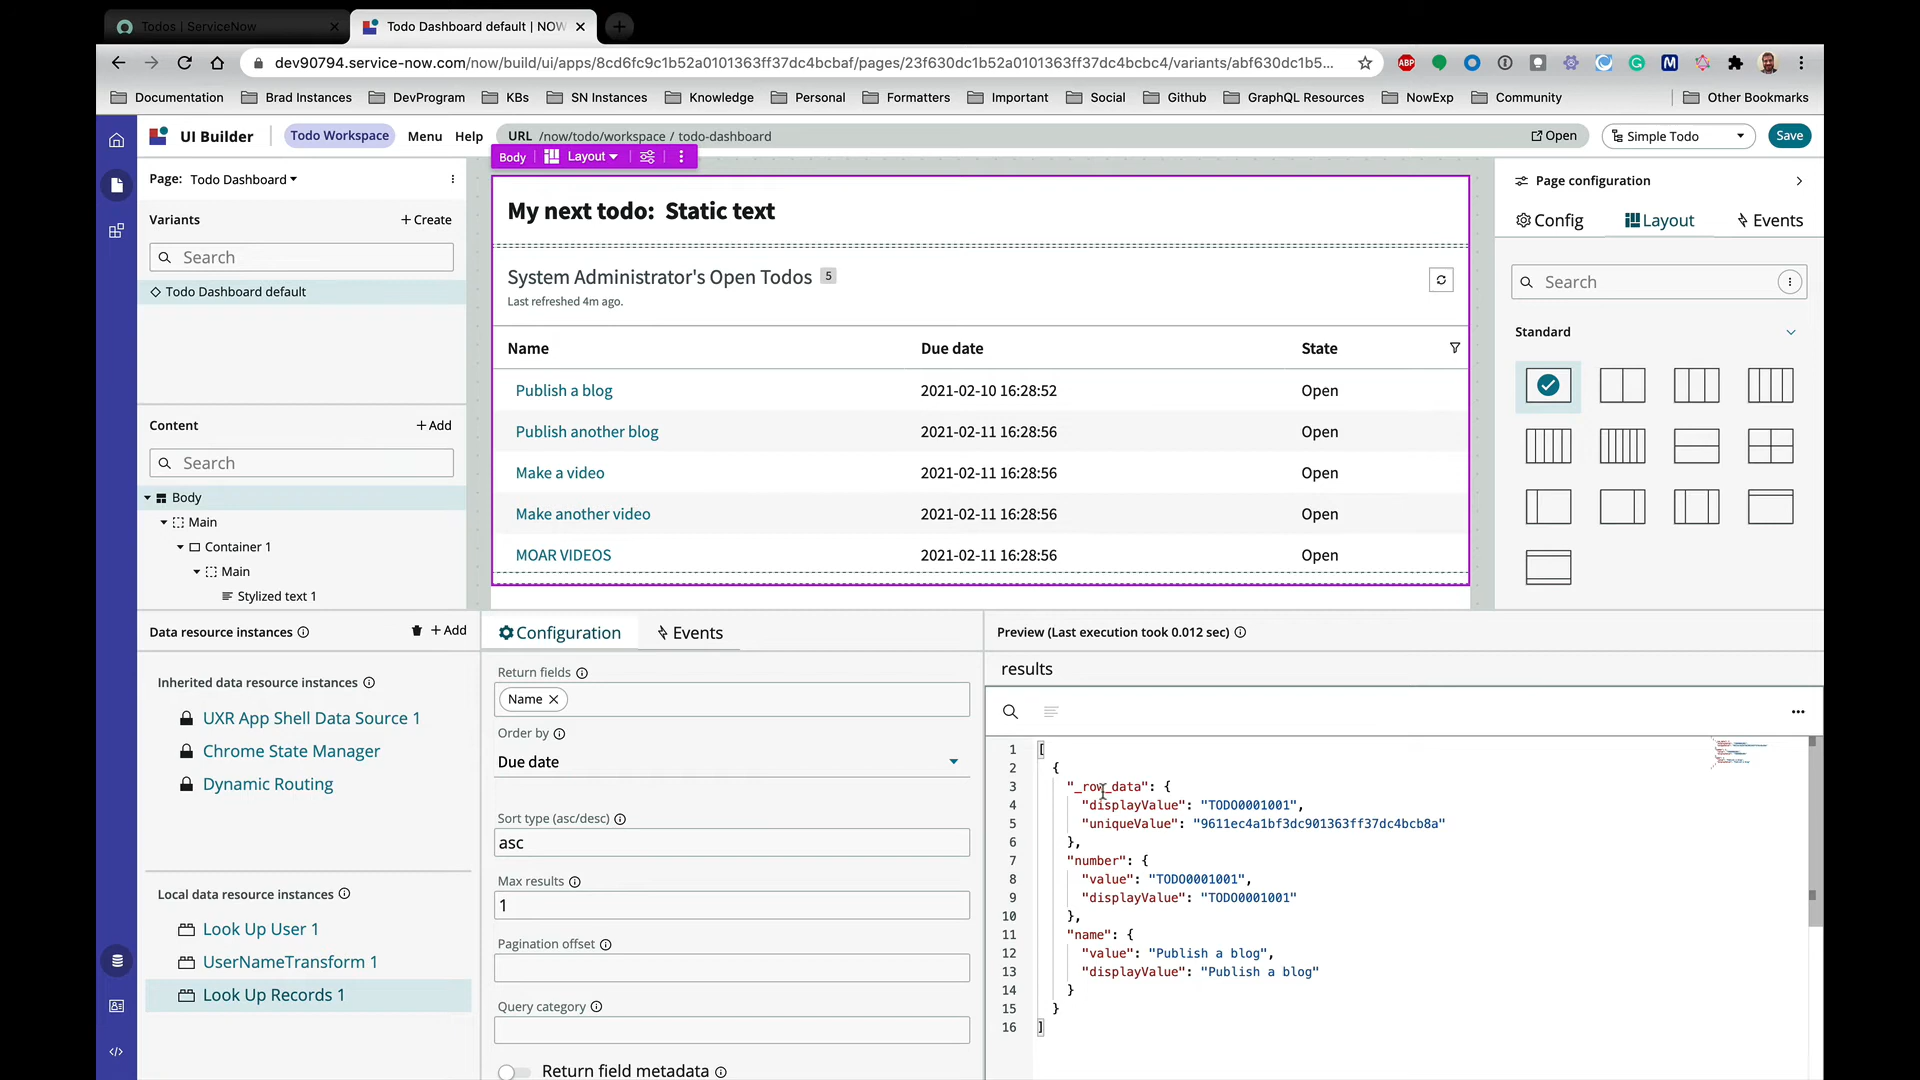 Todos | ServiceNow
Todo Dashboard default | NOW
dev90794.service-now.com/now/build/ui/apps/8cd6fc9c1b52a0101363ff37dc4bcbaf/pages/23f630dc1b52a0101363ff37dc4bcbc4/variants/abf630dc1b5...
ABP
M
Documentation Brad Instances DevProgram KBs SN Instances Knowledge Personal Formatters Important Social Github GraphQL Resources NowExp Community Other Bookmarks
UI Builder Todo Workspace Menu Help URL /now/todo/workspace / todo-dashboard Open Simple Todo Save
Body Layout
Page: Todo Dashboard
Variants + Create
Search
Todo Dashboard default
Content + Add
Search
Body
Main
Container 1
Main
Stylized text 1
My next todo: Static text
System Administrator's Open Todos 5
Last refreshed 4m ago.
Name Due date State
Publish a blog 2021-02-10 16:28:52 Open
Publish another blog 2021-02-11 16:28:56 Open
Make a video 2021-02-11 16:28:56 Open
Make another video 2021-02-11 16:28:56 Open
MOAR VIDEOS 2021-02-11 16:28:56 Open
Page configuration
Config Layout Events
Search
Standard
Data resource instances + Add
Inherited data resource instances
UXR App Shell Data Source 1
Chrome State Manager
Dynamic Routing
Local data resource instances
Look Up User 1
UserNameTransform 1
Look Up Records 1
Configuration Events
Return fields
Name
Order by
Due date
Sort type (asc/desc)
asc
Max results
1
Pagination offset
Query category
Return field metadata
Preview (Last execution took 0.012 sec)
results
1 [
2 {
3 "_row_data": {
4 "displayValue": "TODO0001001",
5 "uniqueValue": "9611ec4a1bf3dc901363ff37dc4bcb8a"
6 },
7 "number": {
8 "value": "TODO0001001",
9 "displayValue": "TODO0001001"
10 },
11 "name": {
12 "value": "Publish a blog",
13 "displayValue": "Publish a blog"
14 }
15 }
16 ]